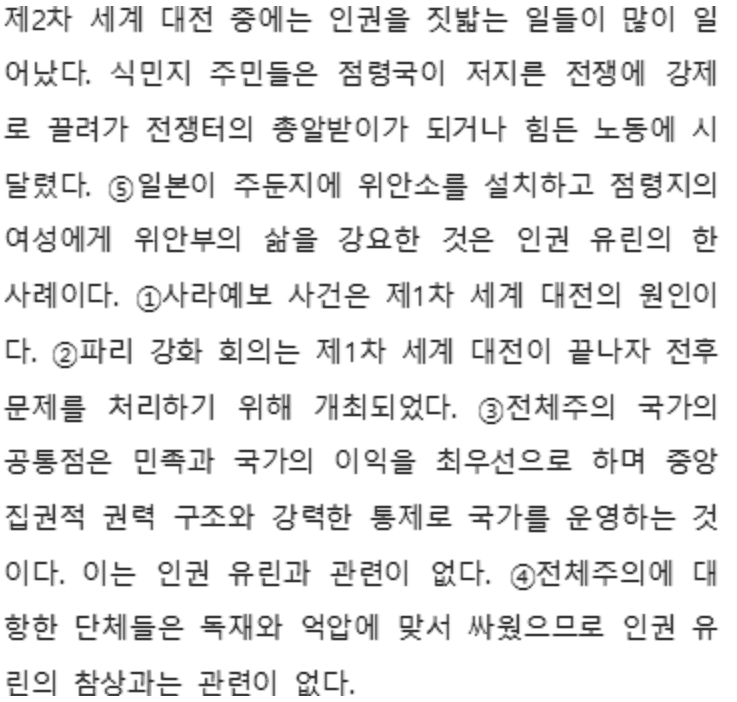 제2차 세계 대전 중에는 인권을 짓밟는 일들이 많이 일
어났다. 식민지 주민들은 점령국이 저지른 전쟁에 강제
로 끌려가 전쟁터의 총알받이가 되거나 힘든 노동에 시
달렸다. ⑤일본이 주둔지에 위안소를 설치하고 점령지의
여성에게 위안부의 삶을 강요한 것은 인권 유린의 한
사례이다. ①사라예보 사건은 제1차 세계 대전의 원인이
다. ②파리 강화 회의는 제1차 세계 대전이 끝나자 전후
문제를 처리하기 위해 개최되었다. ③전체주의 국가의
공통점은 민족과 국가의 이익을 최우선으로 하며 중앙
집권적 권력 구조와 강력한 통제로 국가를 운영하는 것
이다. 이는 인권 유린과 관련이 없다. ④전체주의에 대
항한 단체들은 독재와 억압에 맞서 싸웠으므로 인권 유
린의 참상과는 관련이 없다.